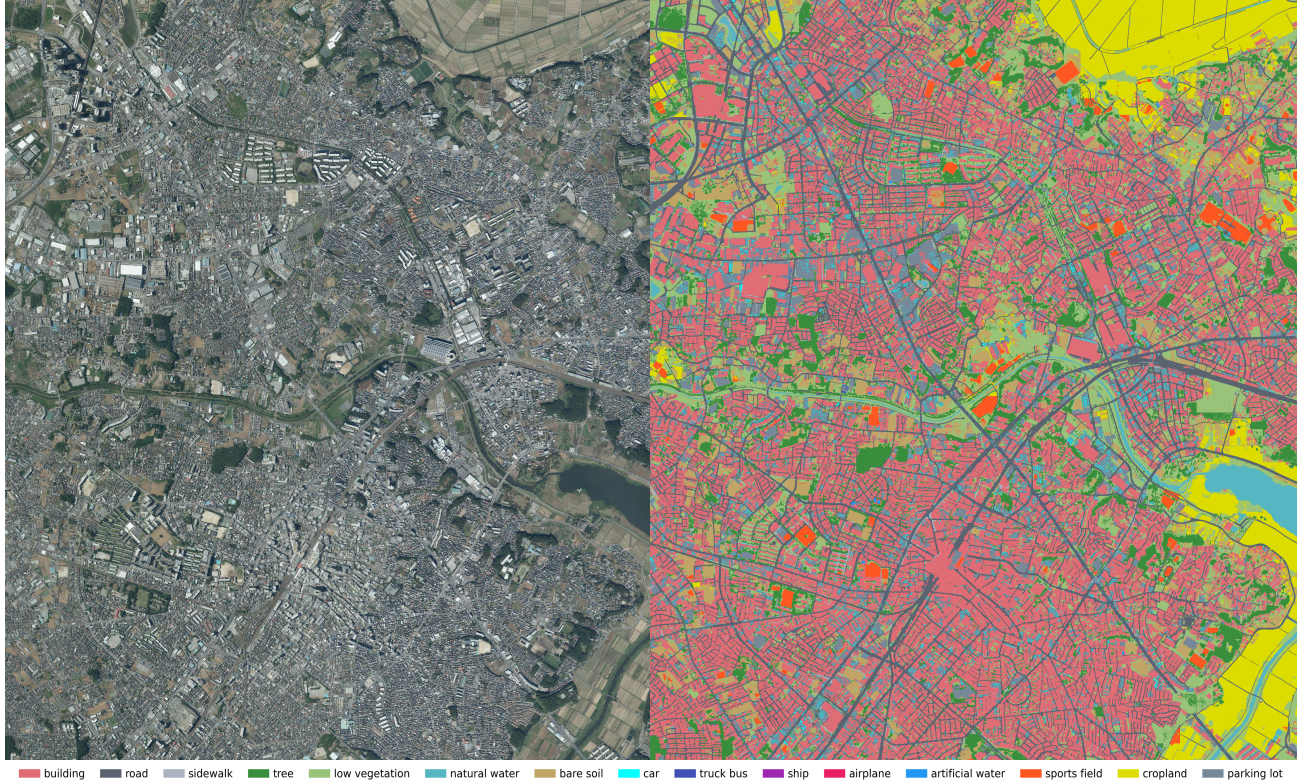 building road sidewalk tree low vegetation natural water bare soil car truck bus ship airplane artificial water sports field cropland parking lot